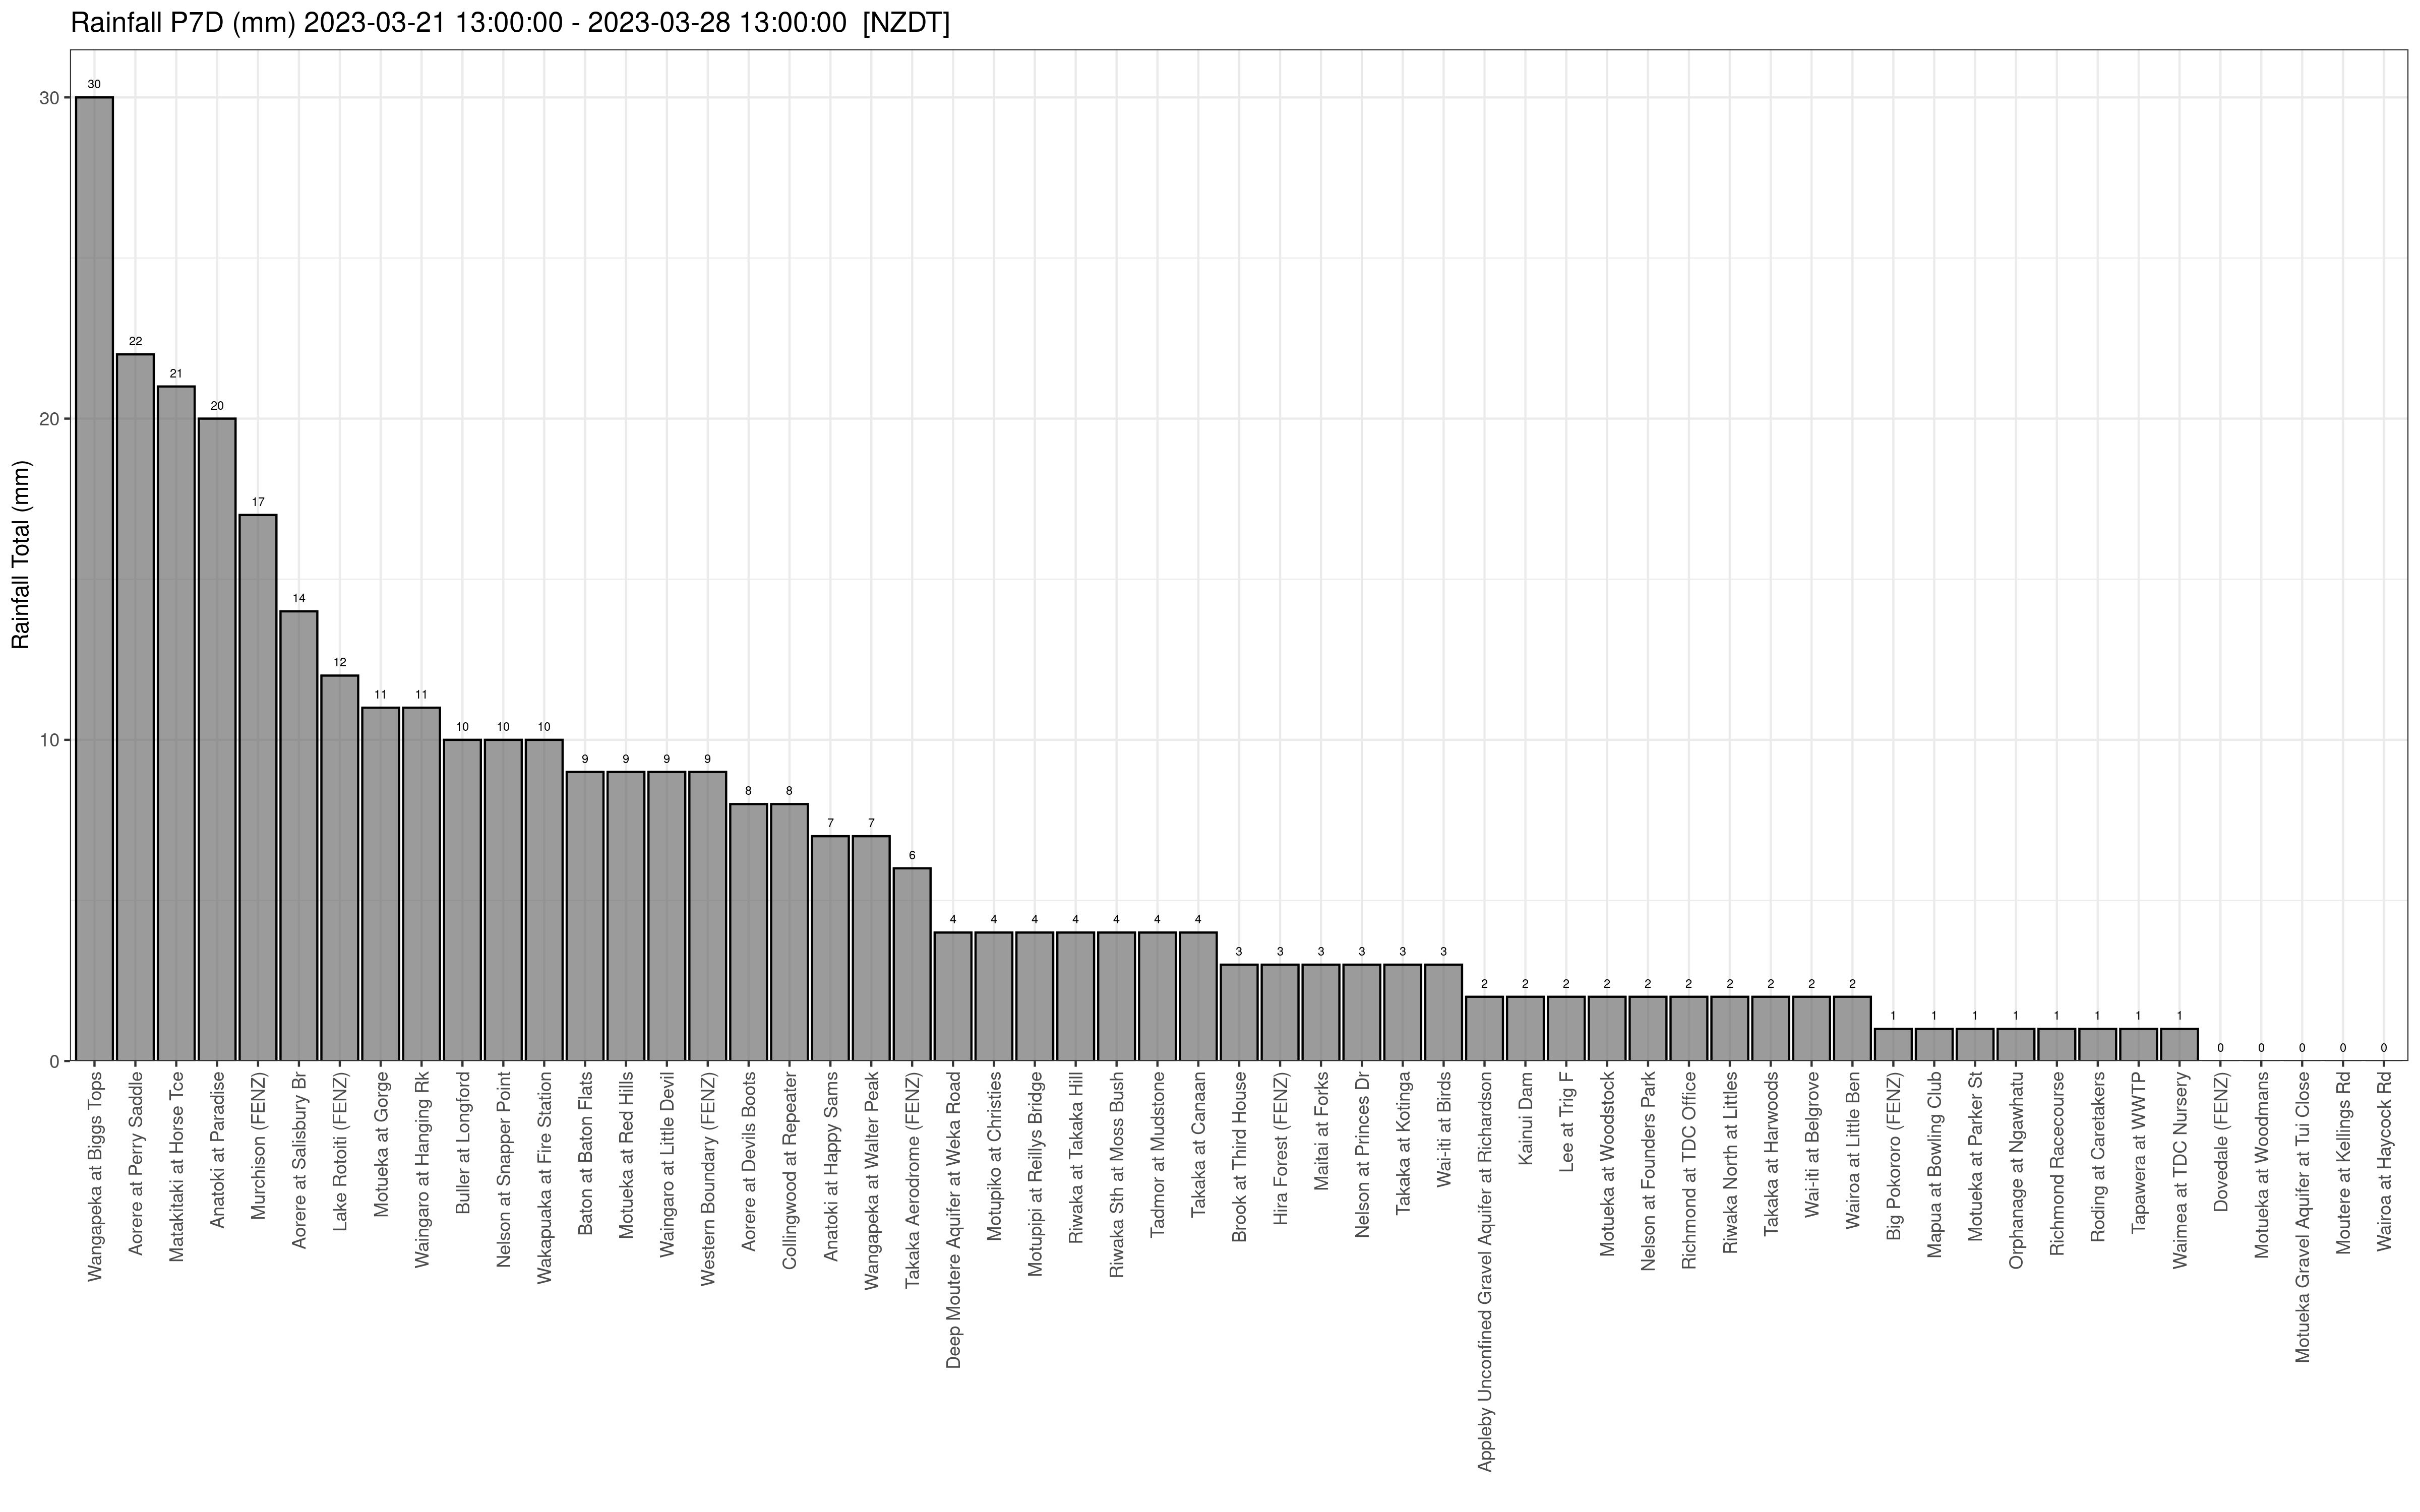 Rainfall P7D (mm) 2023-03-21 13:00:00 - 2023-03-28 13:00:00 [NZDT]
Rainfall Total (mm)
30
20
10
0
30
22
21
20
17
14
12
11
11
10
10
10
9
9
9
9
8
8
7
7
6
4
4
4
4
4
4
4
3
3
3
3
3
3
2
2
2
2
2
2
2
2
2
2
1
1
1
1
1
1
1
1
0
0
0
0
0
Wangapeka at Biggs Tops
Aorere at Perry Saddle
Matakitaki at Horse Tce
Anatoki at Paradise
Murchison (FENZ)
Aorere at Salisbury Br
Lake Rotoiti (FENZ)
Motueka at Gorge
Waingaro at Hanging Rk
Buller at Longford
Nelson at Snapper Point
Wakapuaka at Fire Station
Baton at Baton Flats
Motueka at Red Hills
Waingaro at Little Devil
Western Boundary (FENZ)
Aorere at Devils Boots
Collingwood at Repeater
Anatoki at Happy Sams
Wangapeka at Walter Peak
Takaka Aerodrome (FENZ)
Deep Moutere Aquifer at Weka Road
Motupiko at Christies
Motupipi at Reillys Bridge
Riwaka at Takaka Hill
Riwaka Sth at Moss Bush
Tadmor at Mudstone
Takaka at Canaan
Brook at Third House
Hira Forest (FENZ)
Maitai at Forks
Nelson at Princes Dr
Takaka at Kotinga
Wai-iti at Birds
Appleby Unconfined Gravel Aquifer at Richardson
Kainui Dam
Lee at Trig F
Motueka at Woodstock
Nelson at Founders Park
Richmond at TDC Office
Riwaka North at Littles
Takaka at Harwoods
Wai-iti at Belgrove
Wairoa at Little Ben
Big Pokororo (FENZ)
Mapua at Bowling Club
Motueka at Parker St
Orphanage at Ngawhatu
Richmond Racecourse
Roding at Caretakers
Tapawera at WWTP
Waimea at TDC Nursery
Dovedale (FENZ)
Motueka at Woodmans
Motueka Gravel Aquifer at Tui Close
Moutere at Kellings Rd
Wairoa at Haycock Rd